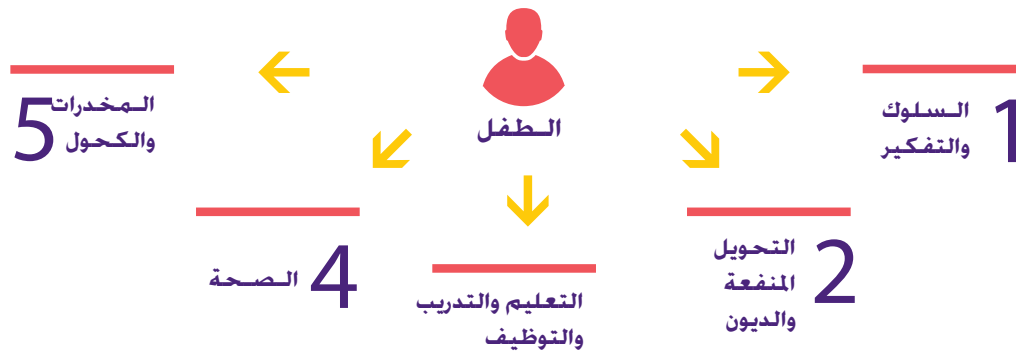 الطفل
1
السلوك
والتفكير
2
التحويل
المنفعة
والديون
التعليم والتدريب
والتوظيف
4
الصحة
5
المخدرات
والكحول